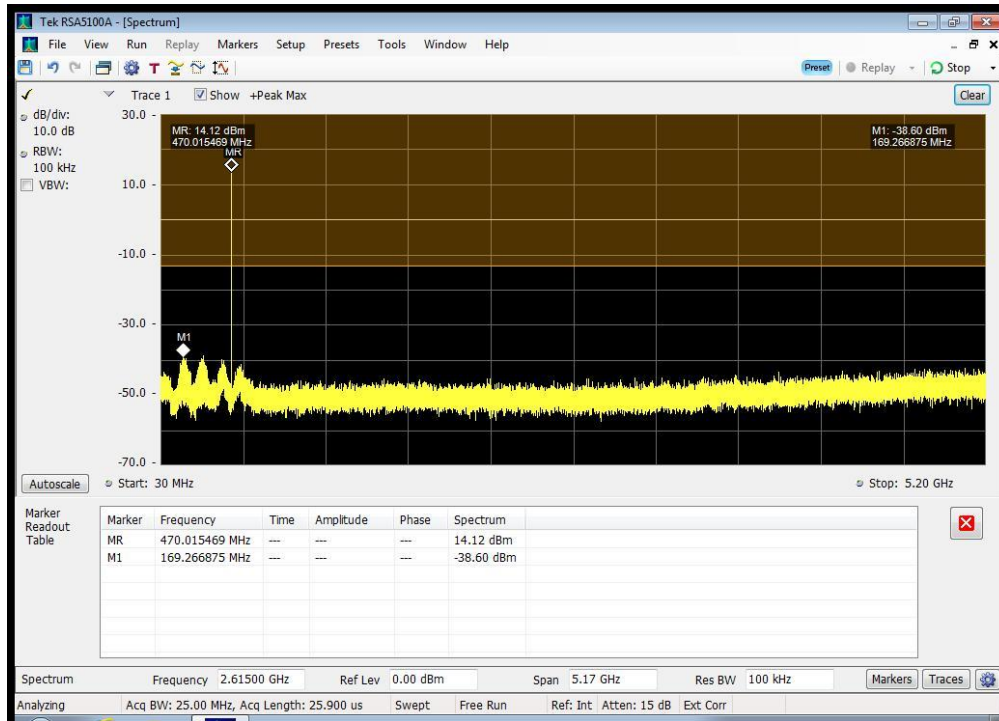 Tek RSA5100A - [Spectrum]
File View Run Replay Markers Setup Presets Tools Window Help
T Preset Replay Stop
Trace 1 Show +Peak Max Clear
dB/div:
10.0 dB
RBW:
100 kHz
VBW:
30.0
10.0
-10.0
-30.0
-50.0
-70.0
MR: 14.12 dBm
470.015469 MHz
MR
M1: -38.60 dBm
169.266875 MHz
M1
Autoscale Start: 30 MHz Stop: 5.20 GHz
Marker
Readout
Table
Marker Frequency Time Amplitude Phase Spectrum
MR 470.015469 MHz --- --- --- 14.12 dBm
M1 169.266875 MHz --- --- --- -38.60 dBm
Spectrum Frequency 2.61500 GHz Ref Lev 0.00 dBm Span 5.17 GHz Res BW 100 kHz Markers Traces
Analyzing Acq BW: 25.00 MHz, Acq Length: 25.900 us Swept Free Run Ref: Int Atten: 15 dB Ext Corr